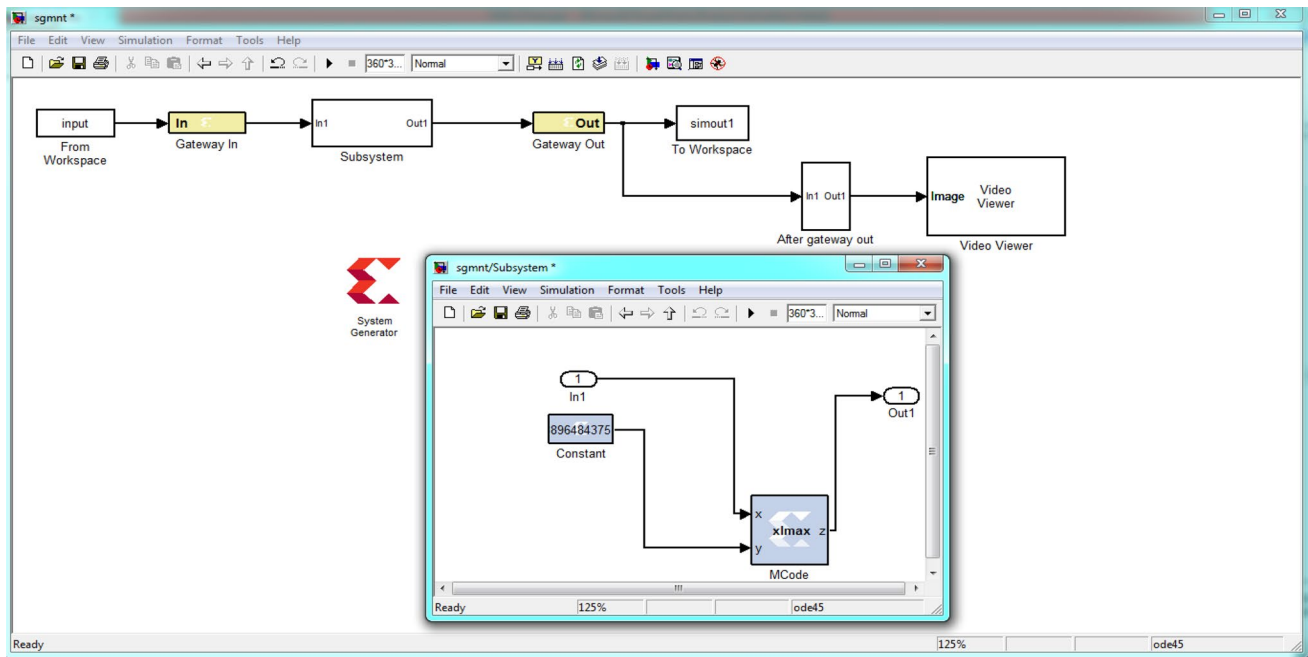 sgmnt *
File Edit View Simulation Format Tools Help
360*3... Normal
input
From
Workspace
In
Gateway In
In1 Out1
Subsystem
Out
Gateway Out
simout1
To Workspace
In1 Out1
After gateway out
Image Video
Viewer
Video Viewer
System
Generator
sgmnt/Subsystem *
File Edit View Simulation Format Tools Help
360*3... Normal
1
In1
896484375
Constant
1
Out1
x
y
xlmax z
MCode
Ready 125% ode45
Ready 125% ode45